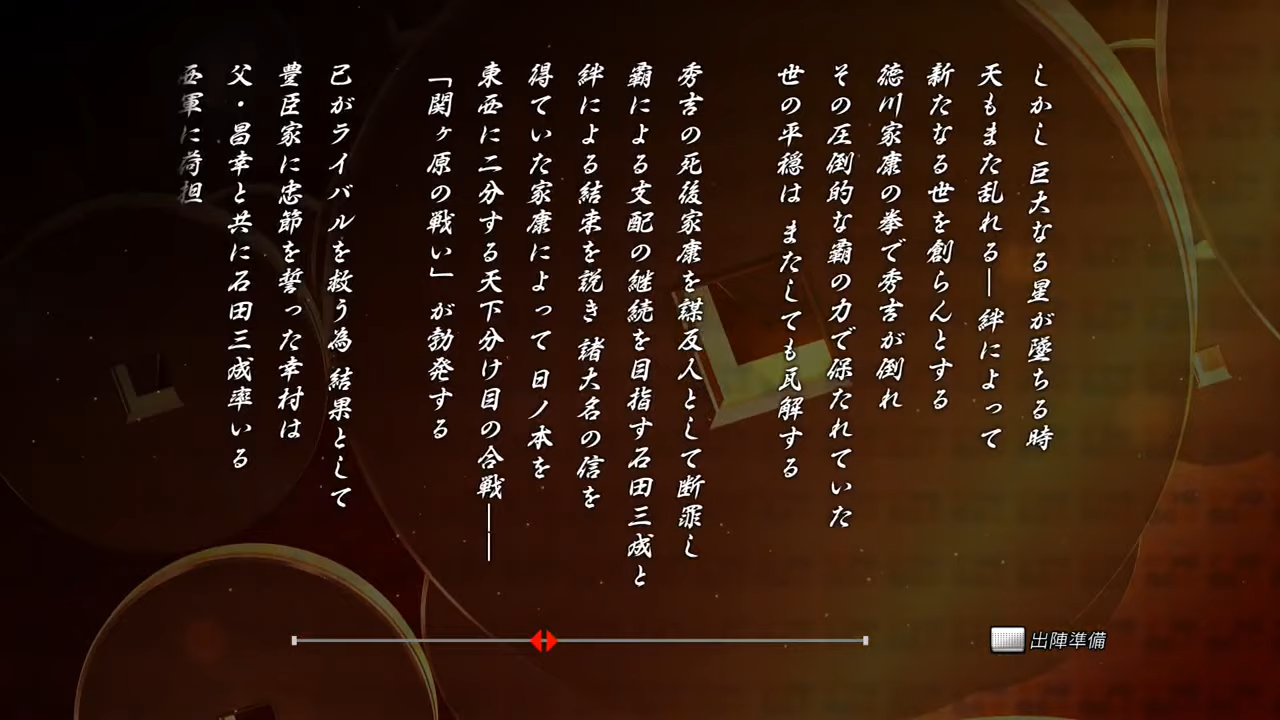 しかし 巨大なる星が墜ちる時
天もまた乱れる―絆によって
新たなる世を創らんとする
徳川家康の拳で秀吉が倒れ
その圧倒的な覇の力で保たれていた
世の平穏は またしても瓦解する
秀吉の死後家康を謀反人として断罪し
覇による支配の継続を目指す石田三成と
絆による結束を説き 諸大名の信を
得ていた家康によって 日ノ本を
東西に二分する天下分け目の合戦――
「関ヶ原の戦い」が勃発する
己がライバルを救う為 結果として
豊臣家に忠節を誓った幸村は
父・昌幸と共に石田三成率いる
西軍に荷担
出陣準備